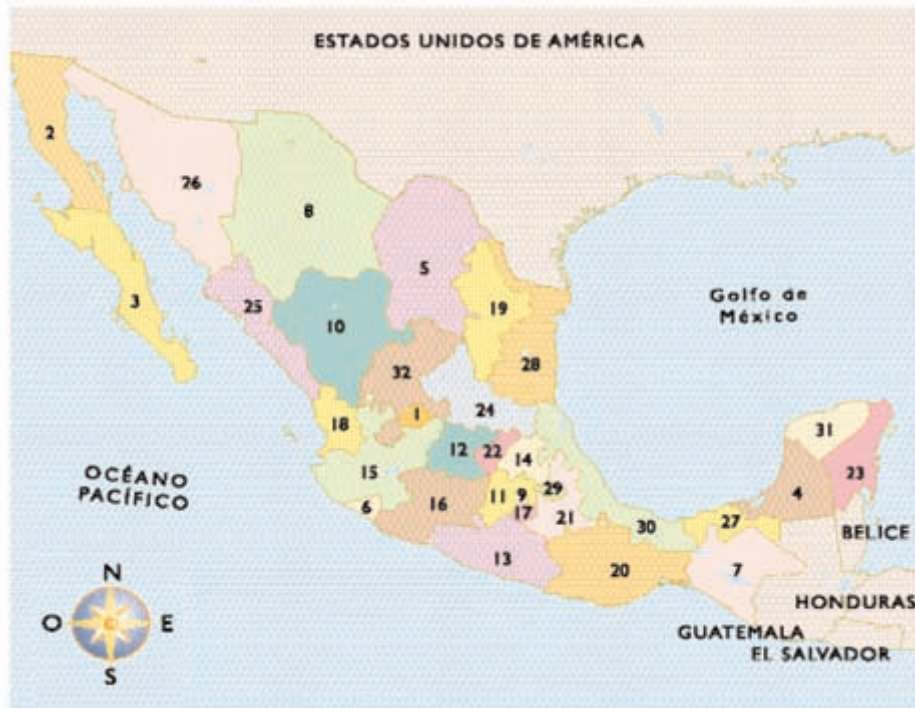 ESTADOS UNIDOS DE AMÉRICA
2
26
8
5
3
25
10
19
Golfo de
México
28
32
24
1
18
12
22
14
31
15
OCÉANO
PACÍFICO
6
16
11
9
29
17
21
30
27
4
23
BELICE
13
20
7
N
O
E
S
HONDURAS
GUATEMALA
EL SALVADOR